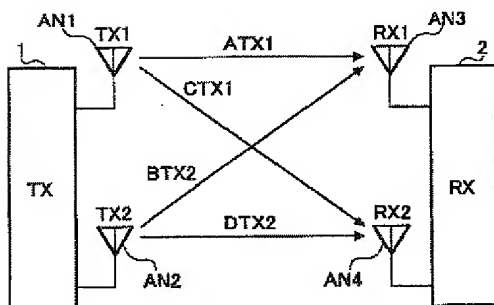 AN1
TX1
ATX1
RX1
AN3
1
2
CTX1
TX
BTX2
RX
TX2
RX2
DTX2
AN2
AN4